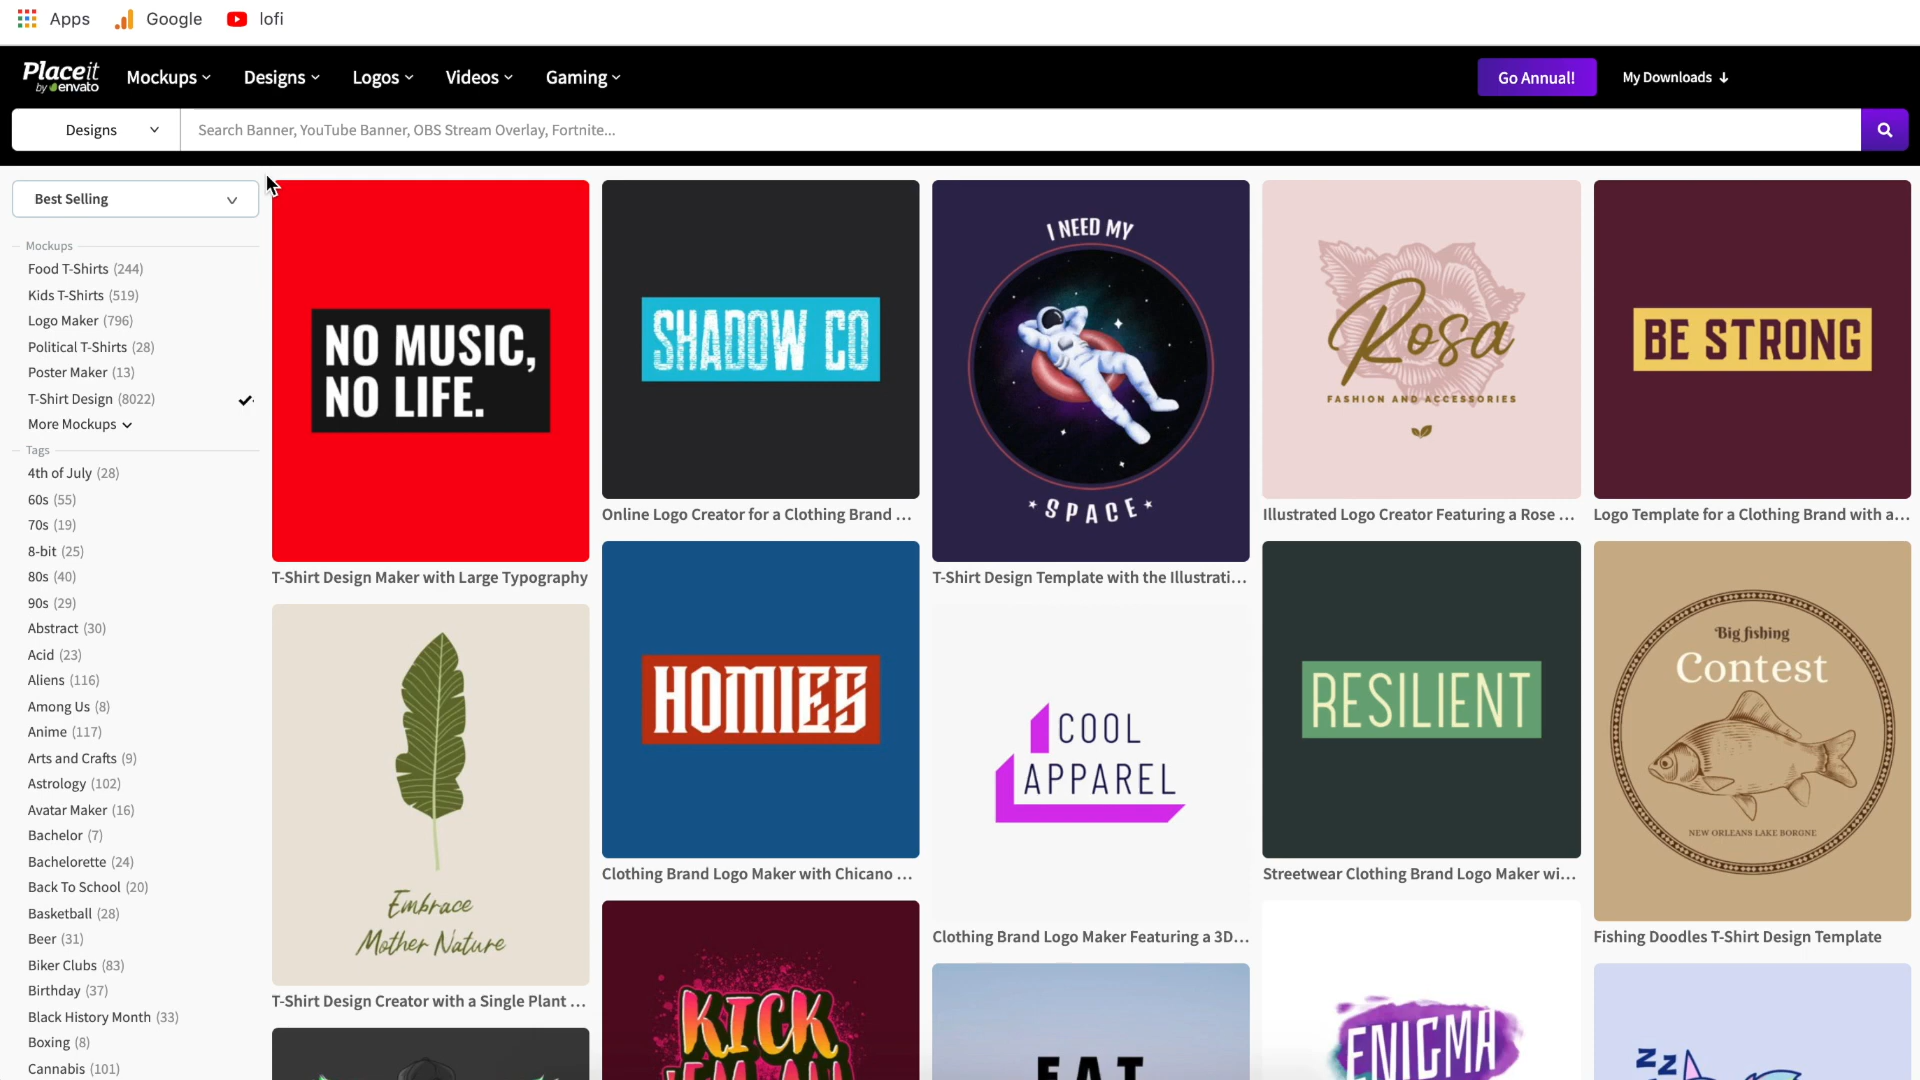 Apps
Google
lofi
Placeit
by envato
Mockups
Designs
Logos
Videos
Gaming
Go Annual!
My Downloads
Designs
Search Banner, YouTube Banner, OBS Stream Overlay, Fortnite...
Best Selling
Mockups
Food T-Shirts (244)
Kids T-Shirts (519)
Logo Maker (796)
Political T-Shirts (28)
Poster Maker (13)
T-Shirt Design (8022)
More Mockups
Tags
4th of July (28)
60s (55)
70s (19)
8-bit (25)
80s (40)
90s (29)
Abstract (30)
Acid (23)
Aliens (116)
Among Us (8)
Anime (117)
Arts and Crafts (9)
Astrology (102)
Avatar Maker (16)
Bachelor (7)
Bachelorette (24)
Back To School (20)
Basketball (28)
Beer (31)
Biker Clubs (83)
Birthday (37)
Black History Month (33)
Boxing (8)
Cannabis (101)
NO MUSIC,
NO LIFE.
T-Shirt Design Maker with Large Typography
Embrace
Mother Nature
T-Shirt Design Creator with a Single Plant ...
SHADOW CO
Online Logo Creator for a Clothing Brand ...
HOMIES
Clothing Brand Logo Maker with Chicano ...
KICK
'EM ALL
I NEED MY
SPACE
T-Shirt Design Template with the Illustrati...
COOL
APPAREL
Clothing Brand Logo Maker Featuring a 3D...
EAT
Rosa
FASHION AND ACCESSORIES
Illustrated Logo Creator Featuring a Rose ...
RESILIENT
Streetwear Clothing Brand Logo Maker wi...
ENIGMA
BE STRONG
Logo Template for a Clothing Brand with a...
Big fishing
Contest
NEW ORLEANS LAKE BORGNE
Fishing Doodles T-Shirt Design Template
ZZ